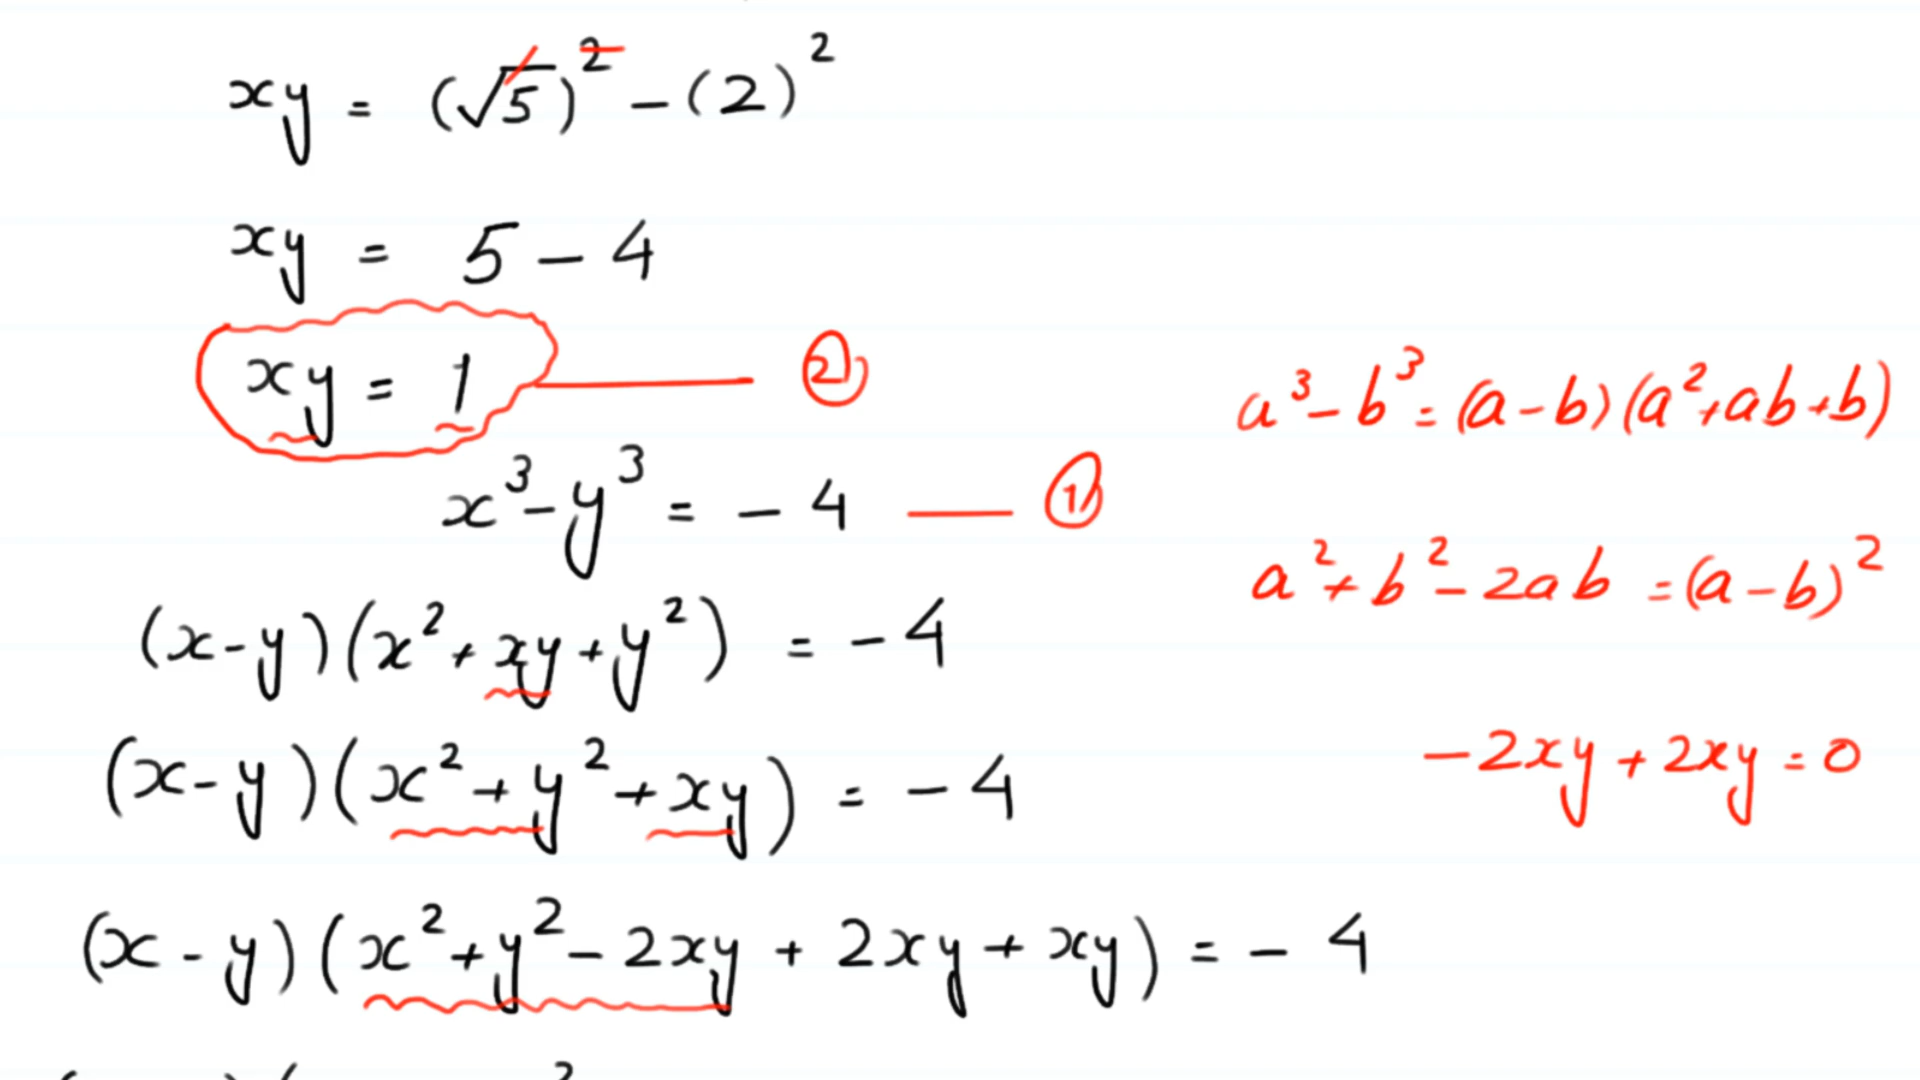 xy = (√5)² - (2)²
xy = 5 - 4
xy = 1 —— ②
a³ - b³ = (a - b)(a² + ab + b)
x³ - y³ = - 4 —— ①
a² + b² - 2ab = (a - b)²
(x - y)(x² + xy + y²) = - 4
(x - y)(x² + y² + xy) = - 4
- 2xy + 2xy = 0
(x - y)(x² + y² - 2xy + 2xy + xy) = - 4